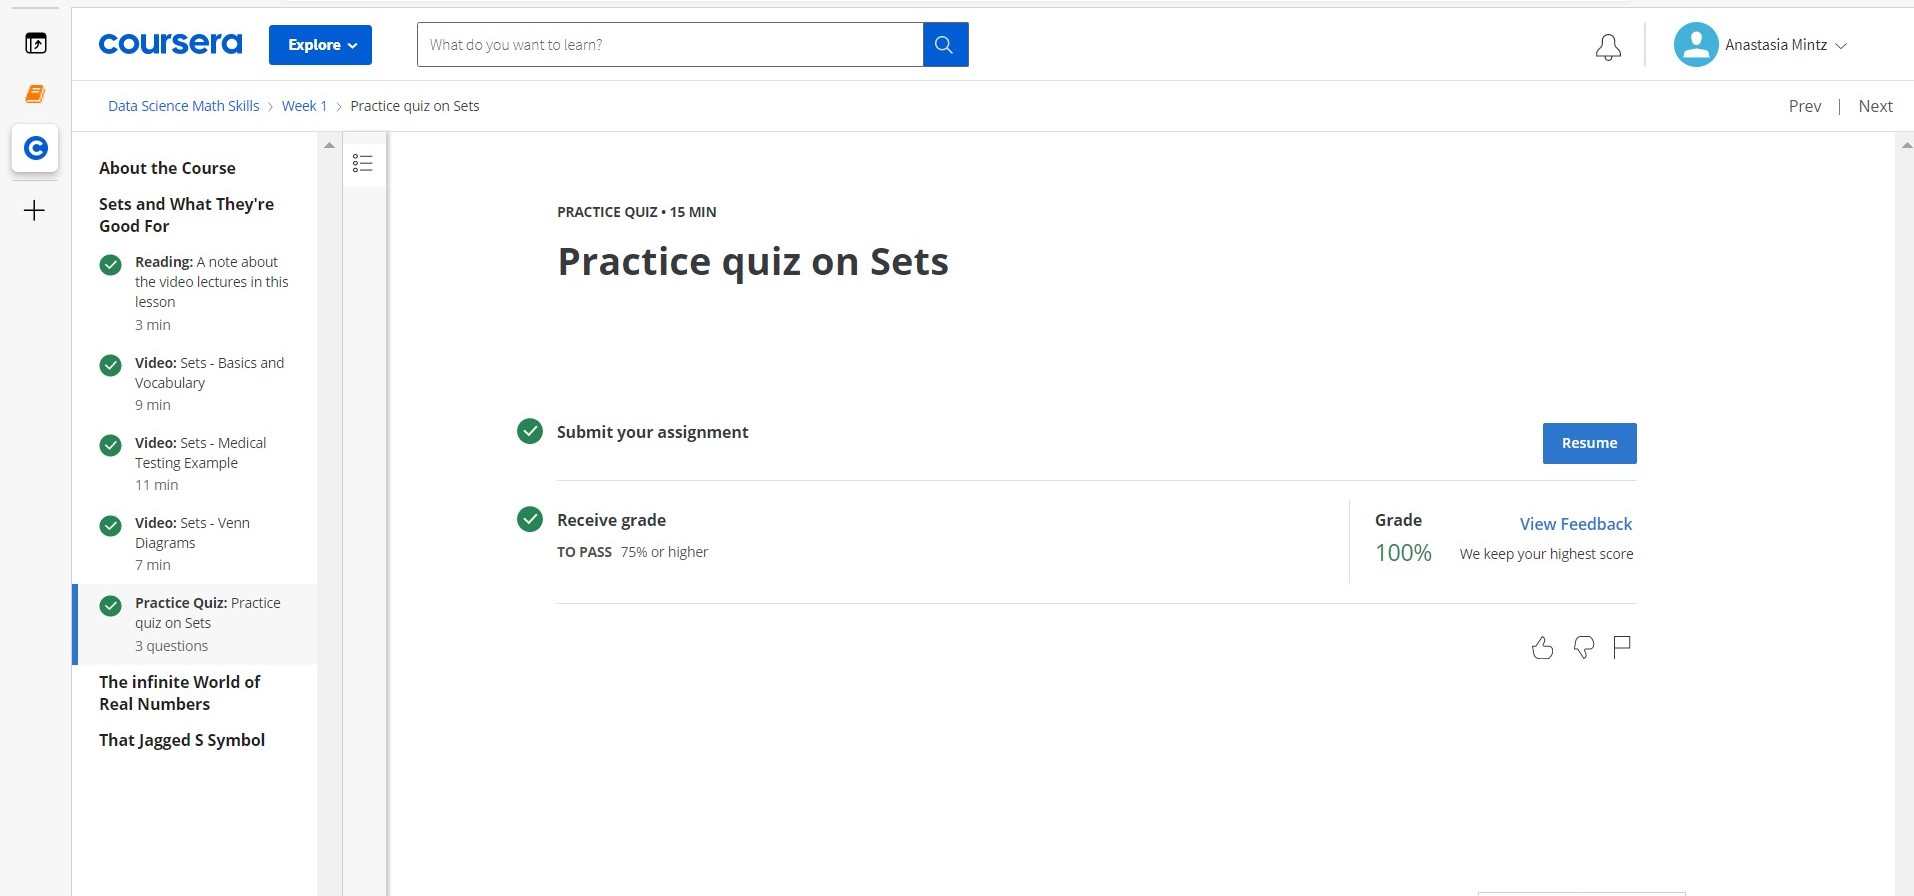 coursera
Explore
What do you want to learn?
Anastasia Mintz
Data Science Math Skills > Week 1 > Practice quiz on Sets
Prev | Next
About the Course
Sets and What They're
Good For
Reading: A note about
the video lectures in this
lesson
3 min
Video: Sets - Basics and
Vocabulary
9 min
Video: Sets - Medical
Testing Example
11 min
Video: Sets - Venn
Diagrams
7 min
Practice Quiz: Practice
quiz on Sets
3 questions
The infinite World of
Real Numbers
That Jagged S Symbol
PRACTICE QUIZ • 15 MIN
Practice quiz on Sets
Submit your assignment
Resume
Receive grade
TO PASS 75% or higher
Grade
100%
View Feedback
We keep your highest score